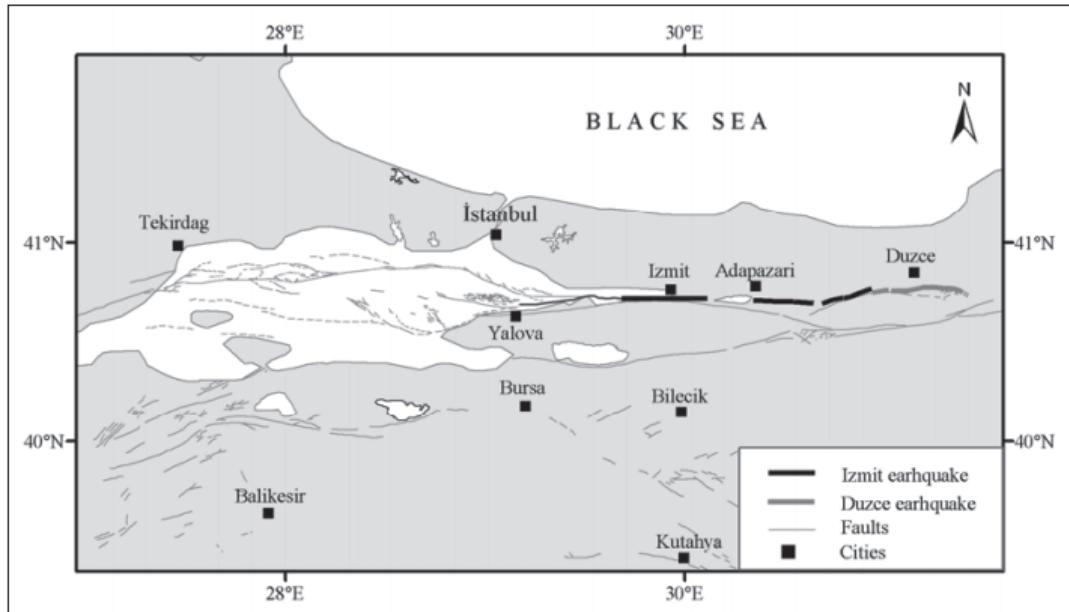 28°E 30°E
N
BLACK SEA
Tekirdag
İstanbul
41°N 41°N
Izmit Adapazari Duzce
Yalova
Bursa
Bilecik
40°N 40°N
Balikesir
Kutahya
Izmit earhquake
Duzce earhquake
Faults
Cities
28°E 30°E